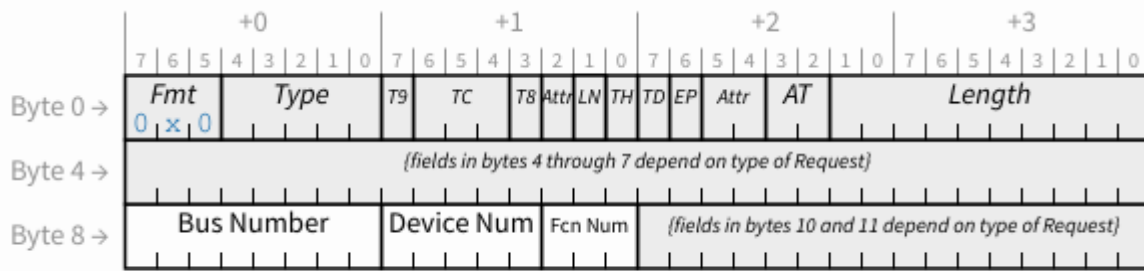 +0 +1 +2 +3
7 6 5 4 3 2 1 0 7 6 5 4 3 2 1 0 7 6 5 4 3 2 1 0 7 6 5 4 3 2 1 0
Byte 0 → Fmt Type T9 TC T8 Attr LN TH TD EP Attr AT Length
0 x 0
Byte 4 → {fields in bytes 4 through 7 depend on type of Request}
Byte 8 → Bus Number Device Num Fcn Num {fields in bytes 10 and 11 depend on type of Request}